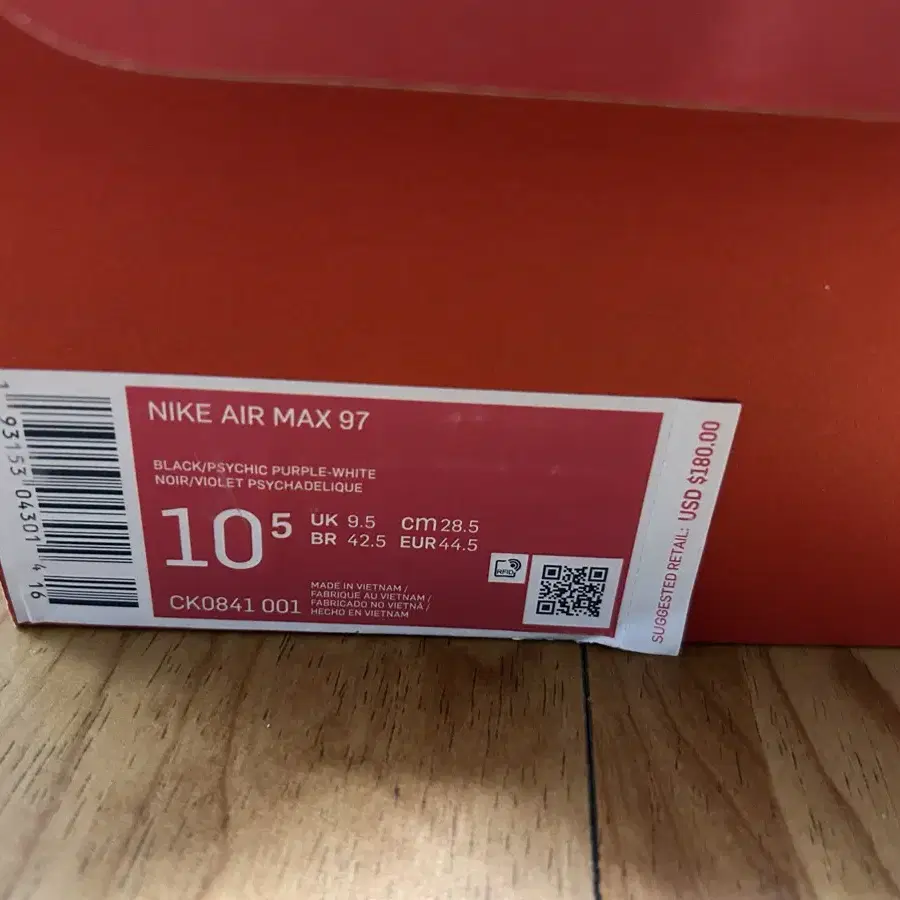 1 93153 04301 4 16
NIKE AIR MAX 97
BLACK/PSYCHIC PURPLE-WHITE
NOIR/VIOLET PSYCHADELIQUE
10 5
UK 9.5 cm 28.5
BR 42.5 EUR 44.5
CK0841 001
MADE IN VIETNAM /
FABRIQUE AU VIETNAM /
FABRICADO NO VIETNÃ /
HECHO EN VIETNAM
RFID
SUGGESTED RETAIL: USD $180.00